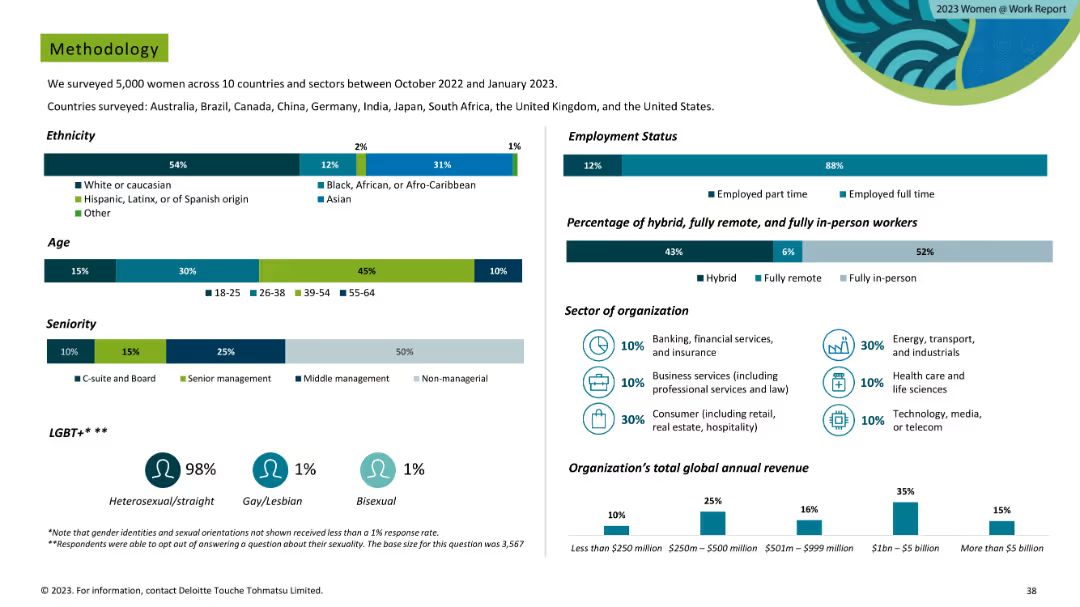 2023 Women @ Work Report
Methodology
We surveyed 5,000 women across 10 countries and sectors between October 2022 and January 2023.
Countries surveyed: Australia, Brazil, Canada, China, Germany, India, Japan, South Africa, the United Kingdom, and the United States.
Ethnicity
2% 1%
54% 12% 31%
White or caucasian Black, African, or Afro-Caribbean
Hispanic, Latinx, or of Spanish origin Asian
Other
Age
15% 30% 45% 10%
18-25 26-38 39-54 55-64
Seniority
10% 15% 25% 50%
C-suite and Board Senior management Middle management Non-managerial
LGBT+* **
98% 1% 1%
Heterosexual/straight Gay/Lesbian Bisexual
*Note that gender identities and sexual orientations not shown received less than a 1% response rate.
**Respondents were able to opt out of answering a question about their sexuality. The base size for this question was 3,567
Employment Status
12% 88%
Employed part time Employed full time
Percentage of hybrid, fully remote, and fully in-person workers
43% 6% 52%
Hybrid Fully remote Fully in-person
Sector of organization
10% Banking, financial services,
and insurance
30% Energy, transport,
and industrials
10% Business services (including
professional services and law)
10% Health care and
life sciences
30% Consumer (including retail,
real estate, hospitality)
10% Technology, media,
or telecom
Organization's total global annual revenue
10% 25% 16% 35% 15%
Less than $250 million $250m – $500 million $501m – $999 million $1bn – $5 billion More than $5 billion
© 2023. For information, contact Deloitte Touche Tohmatsu Limited.
38